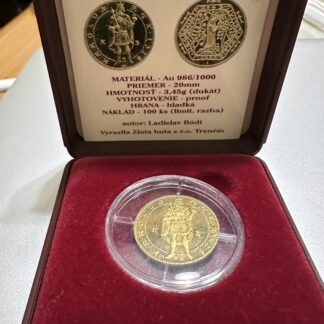 MATERIÁL - Au 986/1000
PRIEMER - 20mm
HMOTNOST - 3,45g (dukát)
VYHOTOVENIE - proof
HRANA - hladká
NÁKLAD - 100 ks (limit. razba)
autor: Ladislav Bódi
Vyrazila Zlatá huta s r.o. Trenčín